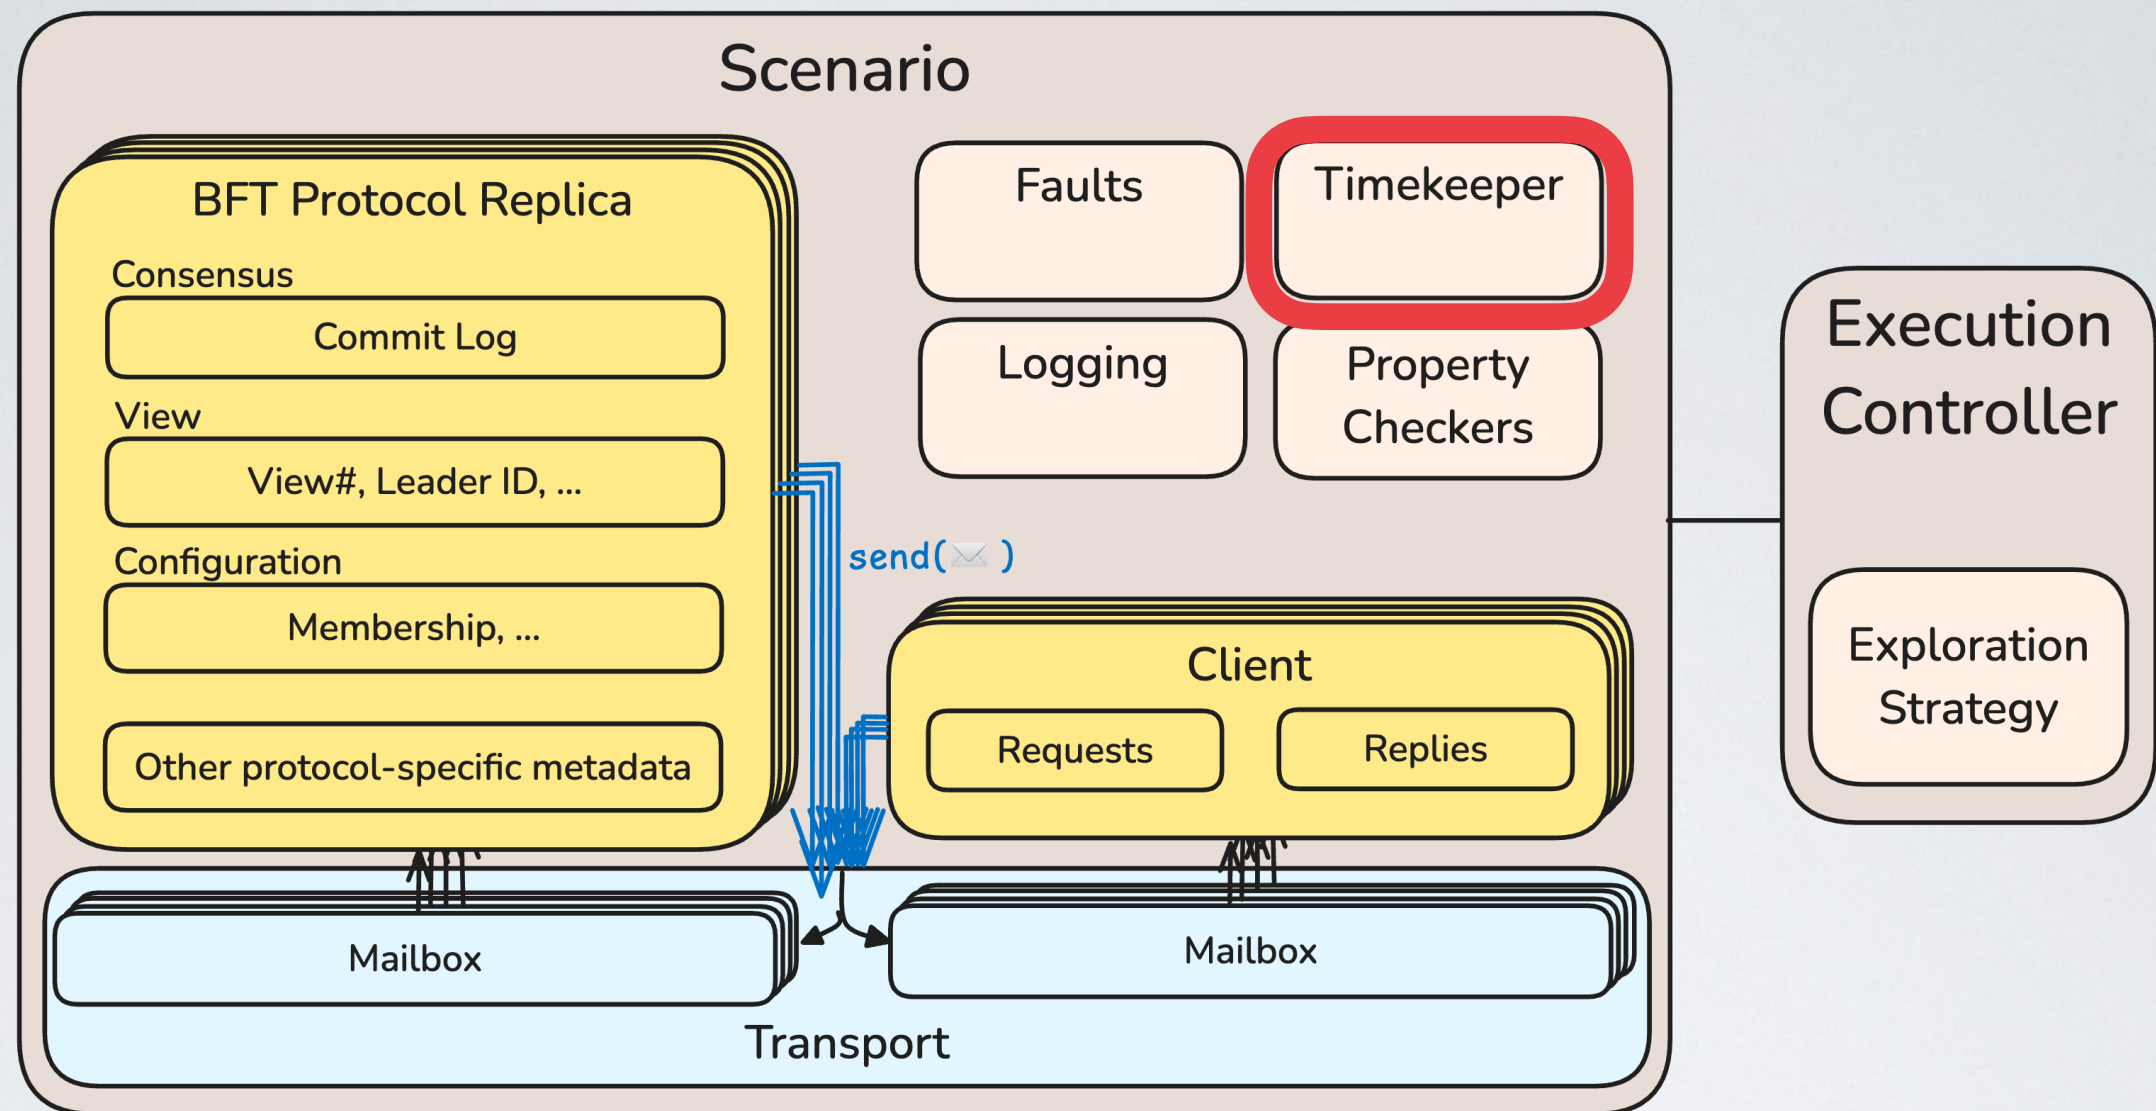 Scenario
BFT Protocol Replica
Consensus
Commit Log
View
View#, Leader ID, ...
Configuration
Membership, ...
Other protocol-specific metadata
Faults
Timekeeper
Logging
Property
Checkers
send(✉️ )
Client
Requests
Replies
Mailbox
Mailbox
Transport
Execution
Controller
Exploration
Strategy